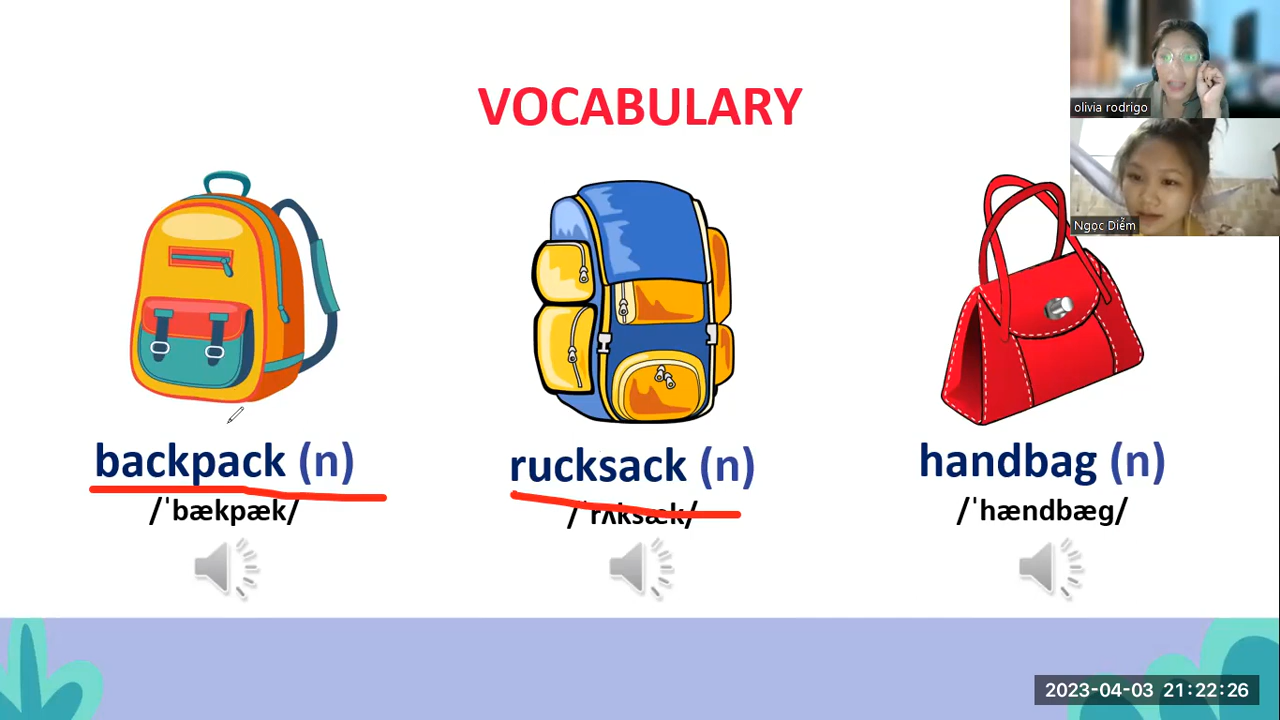 VOCABULARY
olivia rodrigo
Ngọc Diễm
backpack (n)
/ˈbækpæk/
rucksack (n)
/ˈrʌksæk/
handbag (n)
/ˈhændbæg/
2023-04-03 21:22:26